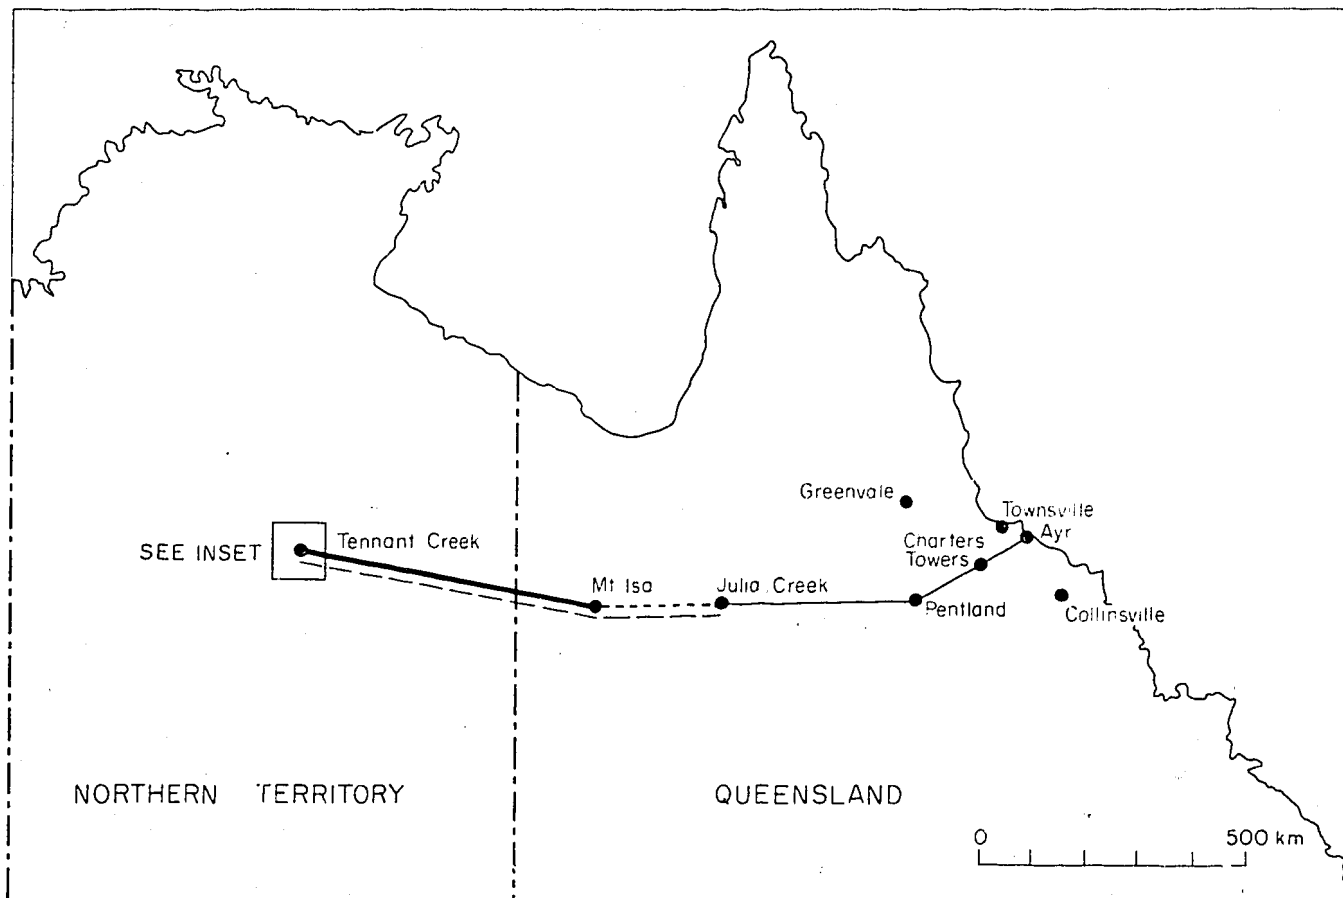 Greenvale
Townsville
Ayr
Charters
Towers
SEE INSET
Tennant Creek
Mt Isa
Julia Creek
Pentland
Collinsville
NORTHERN TERRITORY
QUEENSLAND
0
500 km